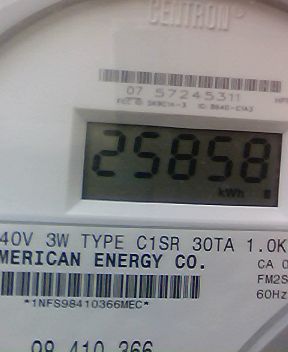 CENTRON®
07 57245311
25858
kWh
40V 3W TYPE C1SR 30TA 1.0K
MERICAN ENERGY CO.
CA 0
FM2S
60Hz
*1NFS98410366MEC*
98 410 366